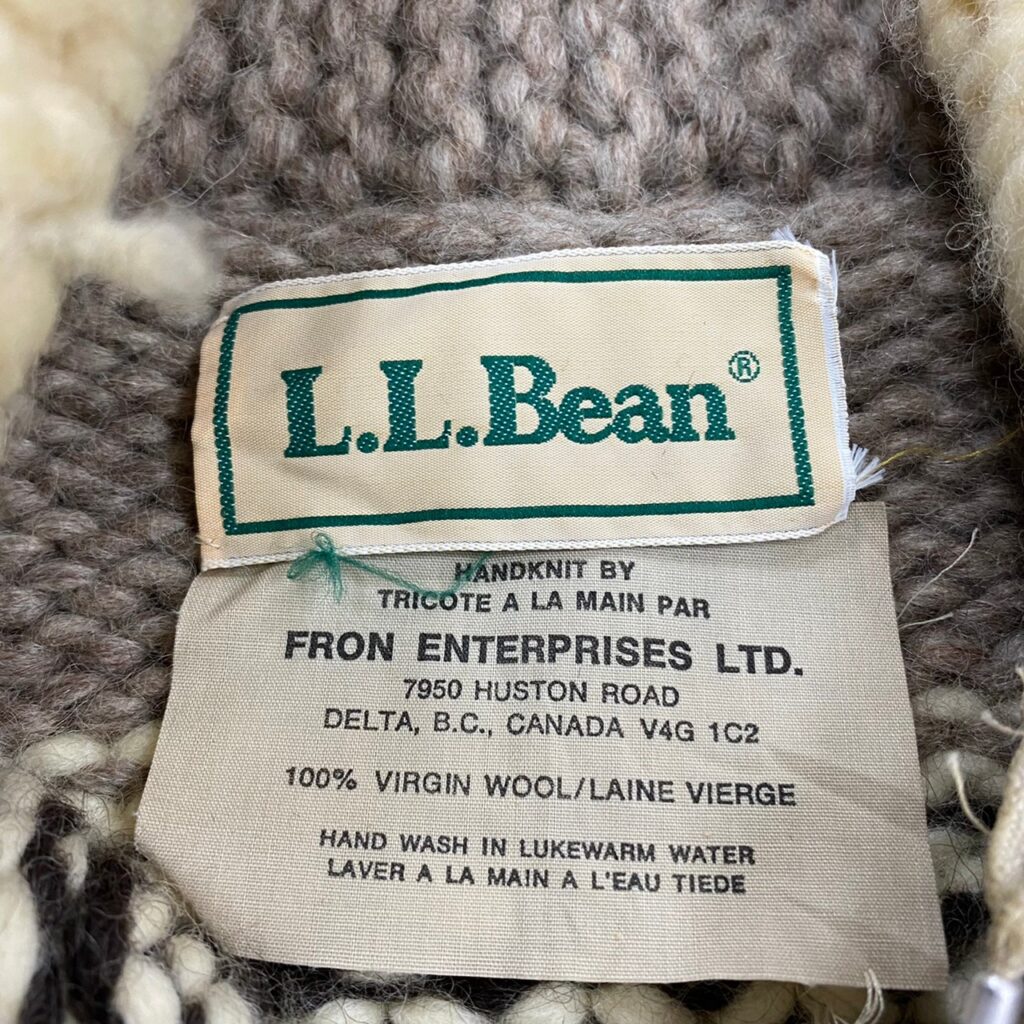 L.L.Bean®
HANDKNIT BY
TRICOTE A LA MAIN PAR
FRON ENTERPRISES LTD.
7950 HUSTON ROAD
DELTA, B.C., CANADA V4G 1C2
100% VIRGIN WOOL/LAINE VIERGE
HAND WASH IN LUKEWARM WATER
LAVER A LA MAIN A L'EAU TIEDE